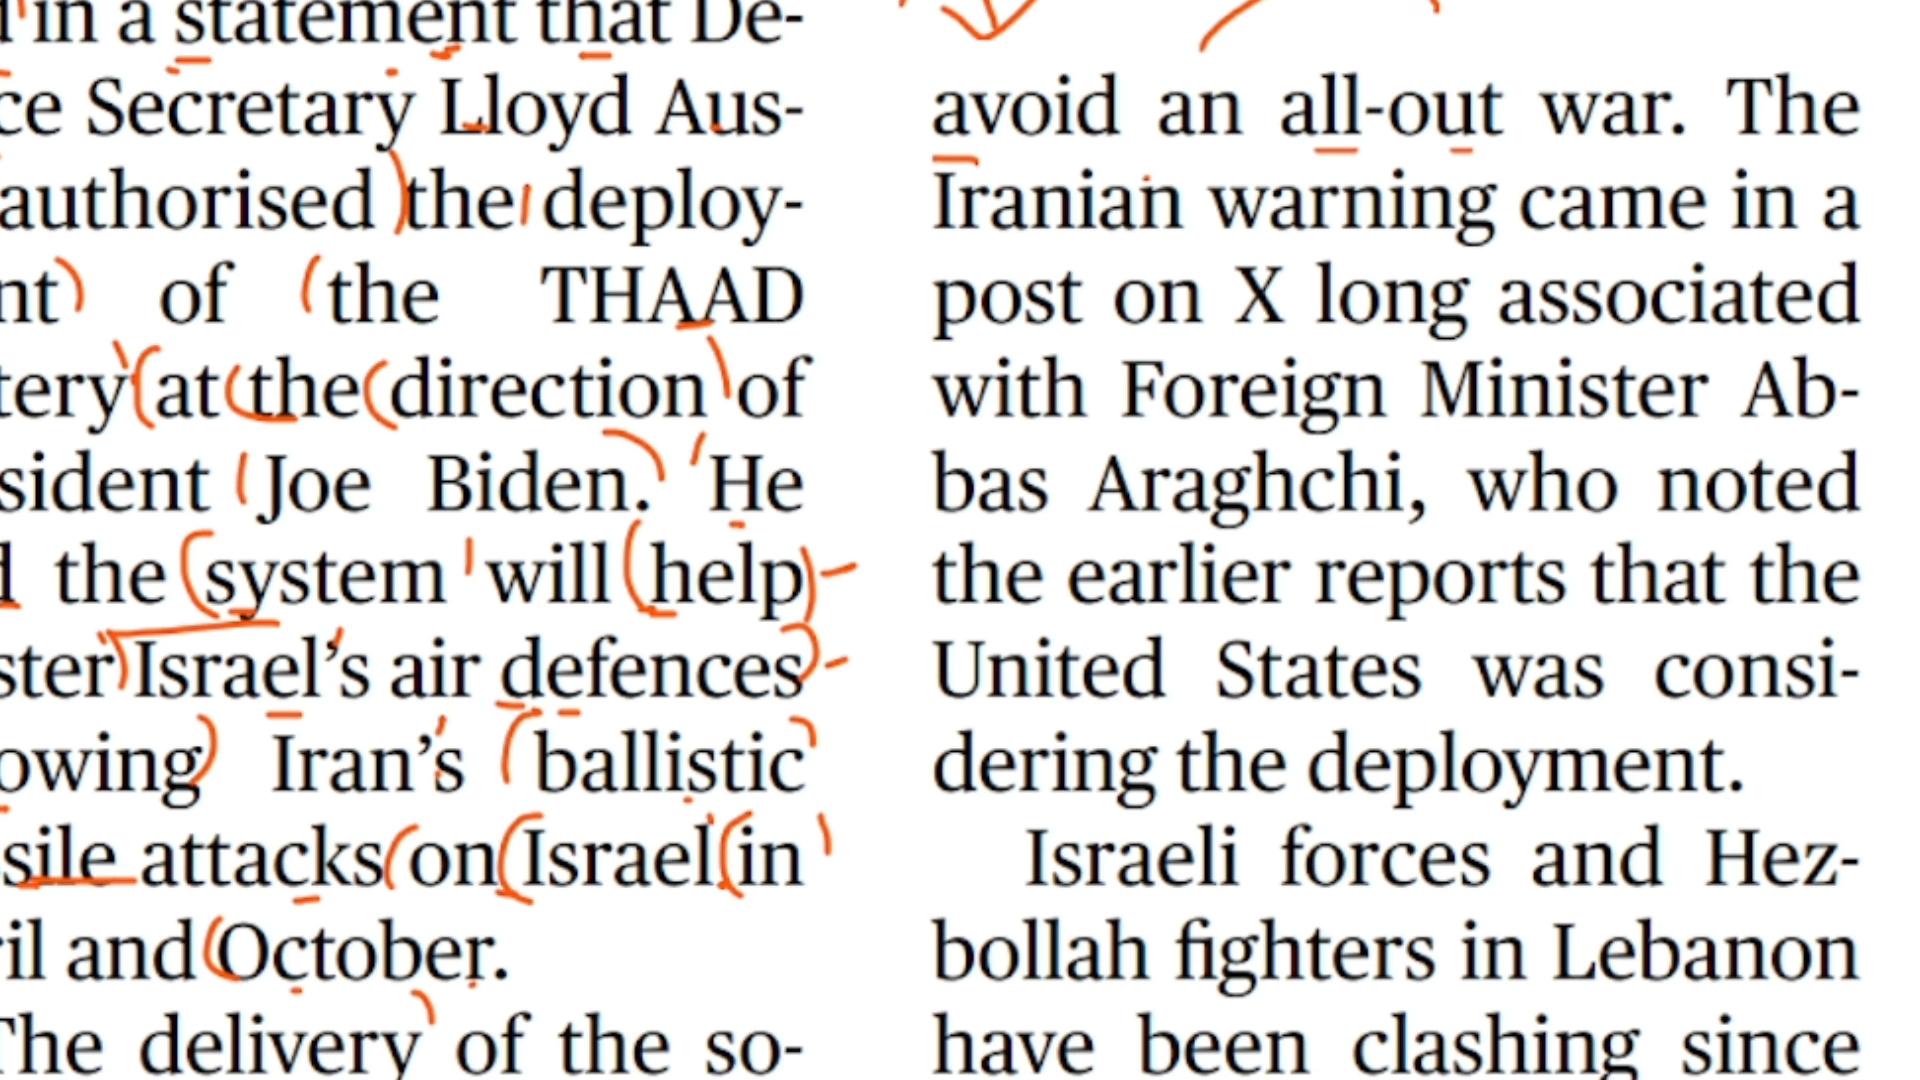 in a statement that De-
ce Secretary Lloyd Aus-
authorised the deploy-
nt of the THAAD
tery at the direction of
sident Joe Biden. He
d the system will help
ster Israel's air defences
owing Iran's ballistic
sile attacks on Israel in
ril and October.
The delivery of the so-
avoid an all-out war. The
Iranian warning came in a
post on X long associated
with Foreign Minister Ab-
bas Araghchi, who noted
the earlier reports that the
United States was consi-
dering the deployment.
Israeli forces and Hez-
bollah fighters in Lebanon
have been clashing since